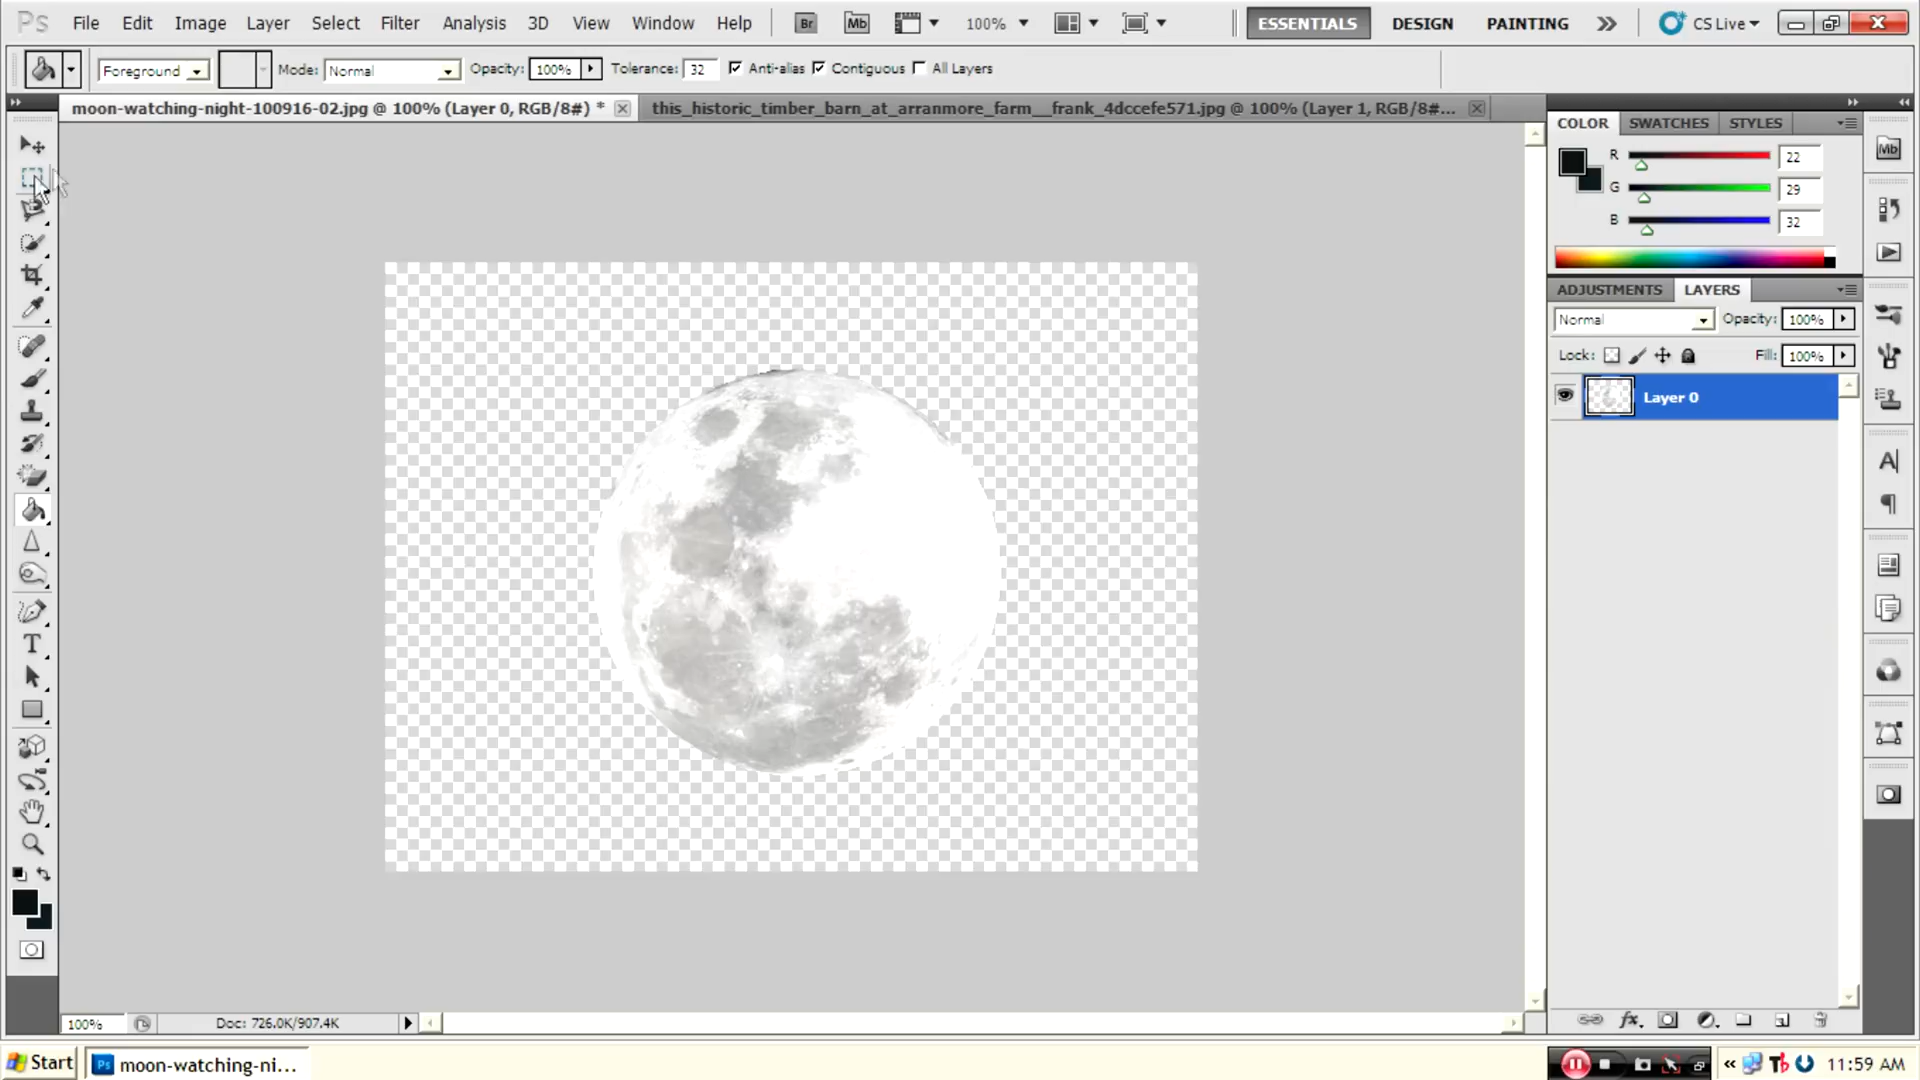 Ps File Edit Image Layer Select Filter Analysis 3D View Window Help Br Mb 100% ESSENTIALS DESIGN PAINTING CS Live
Foreground Mode: Normal Opacity: 100% Tolerance: 32 Anti-alias Contiguous All Layers
moon-watching-night-100916-02.jpg @ 100% (Layer 0, RGB/8#) * this_historic_timber_barn_at_arranmore_farm__frank_4dccefe571.jpg @ 100% (Layer 1, RGB/8#...
COLOR SWATCHES STYLES
Mb
R 22
G 29
B 32
ADJUSTMENTS LAYERS
Normal Opacity: 100%
Lock: Fill: 100%
Layer 0
A
T
fx
100% Doc: 726.0K/907.4K
Start Ps moon-watching-ni... 11:59 AM